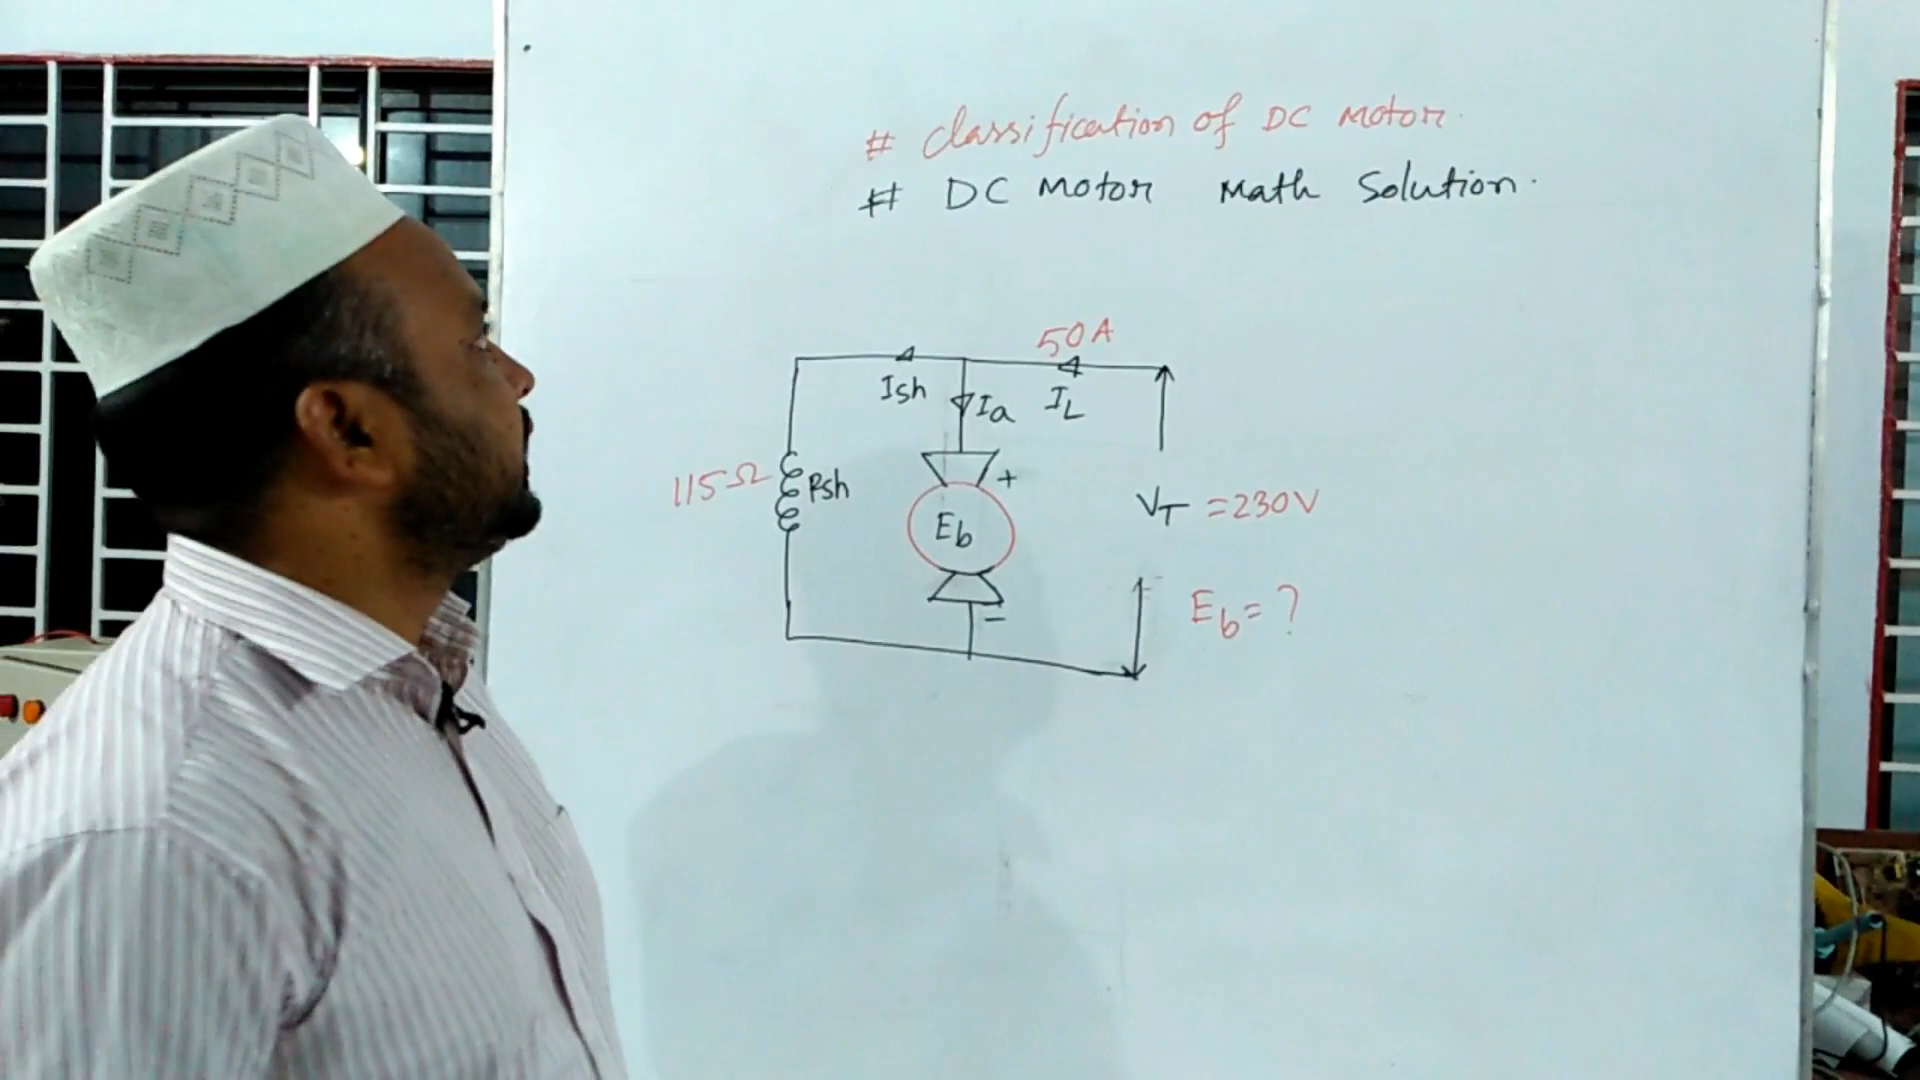 # Classification of DC Motor.
# DC Motor Math Solution.
50A
Ish
Ia
IL
115Ω
Rsh
+
Eb
VT = 230V
Eb = ?
-